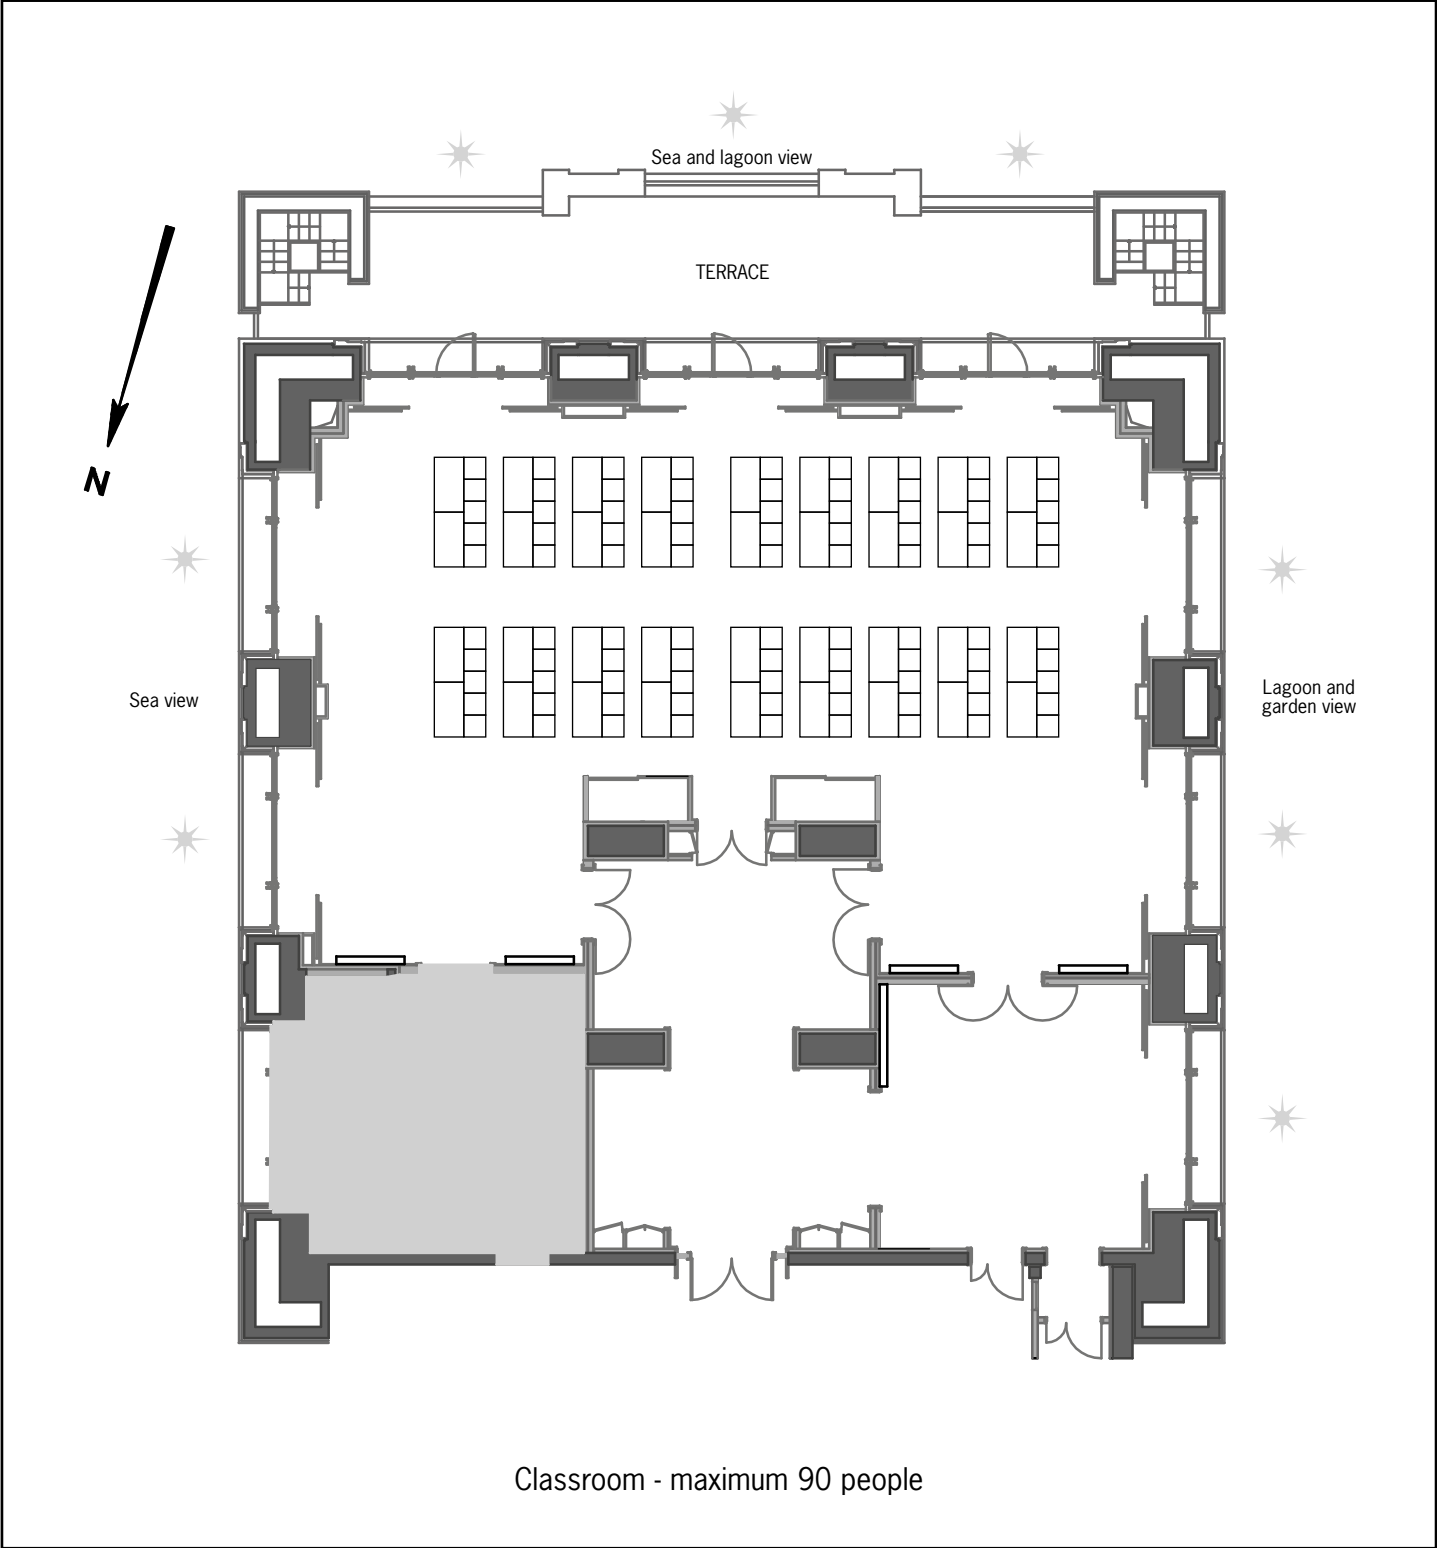 Sea and lagoon view
TERRACE
N
Sea view
Lagoon and
garden view
Classroom - maximum 90 people